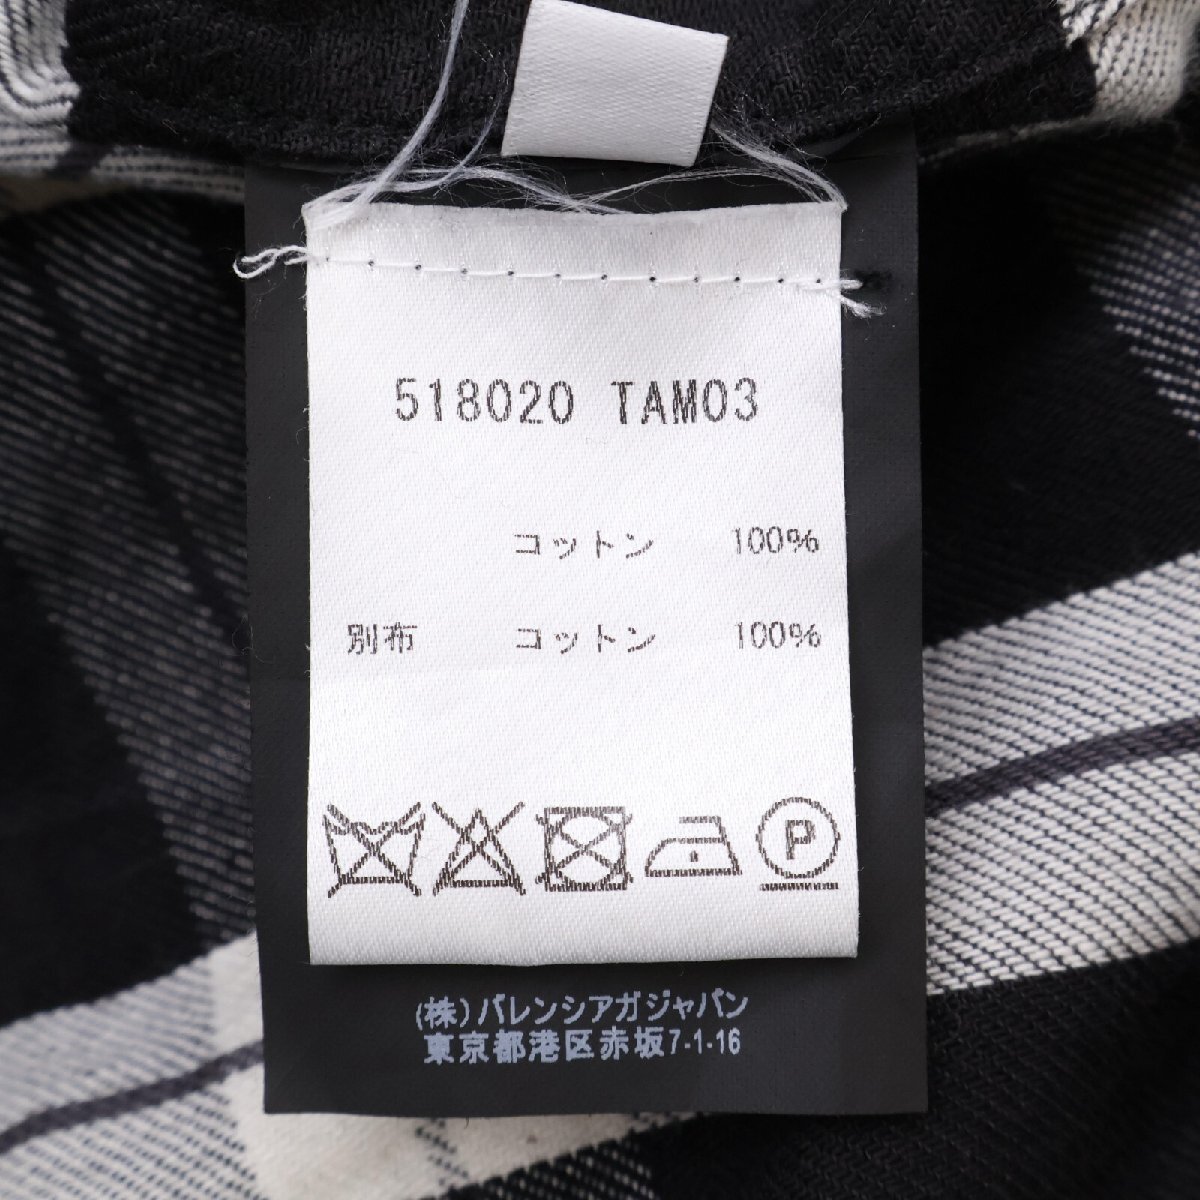 518020 TAM03
コットン 100%
別布 コットン 100%
P
(株)バレンシアガジャパン
東京都港区赤坂7-1-16